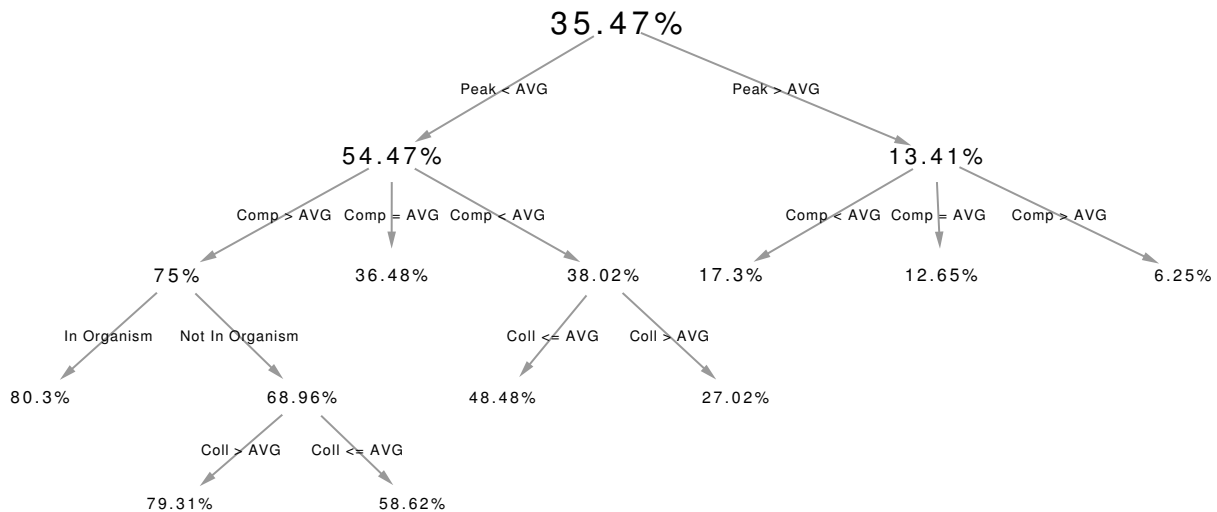 35.47%
Peak < AVG
Peak > AVG
54.47%
13.41%
Comp > AVG
Comp = AVG
Comp < AVG
Comp < AVG
Comp = AVG
Comp > AVG
75%
36.48%
38.02%
17.3%
12.65%
6.25%
In Organism
Not In Organism
Coll <= AVG
Coll > AVG
80.3%
68.96%
48.48%
27.02%
Coll > AVG
Coll <= AVG
79.31%
58.62%